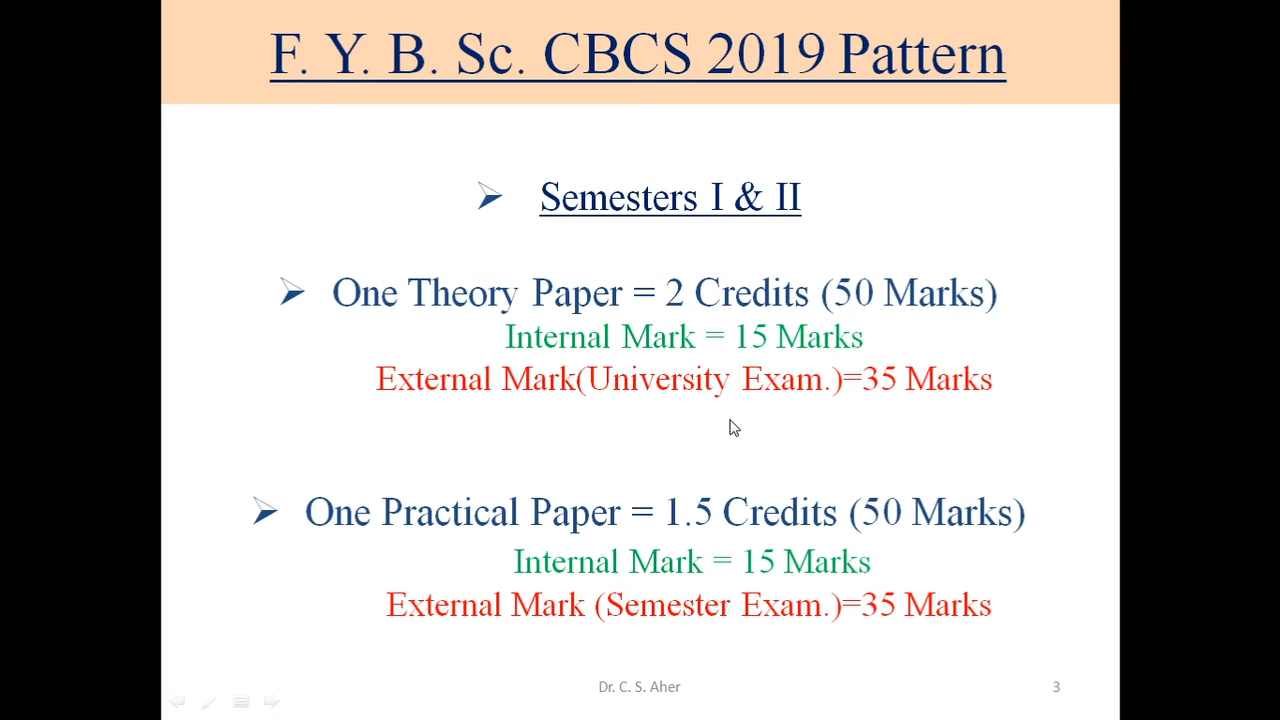 F. Y. B. Sc. CBCS 2019 Pattern
➢ Semesters I & II
➢ One Theory Paper = 2 Credits (50 Marks)
Internal Mark = 15 Marks
External Mark(University Exam.)=35 Marks
➢ One Practical Paper = 1.5 Credits (50 Marks)
Internal Mark = 15 Marks
External Mark (Semester Exam.)=35 Marks
Dr. C. S. Aher
3